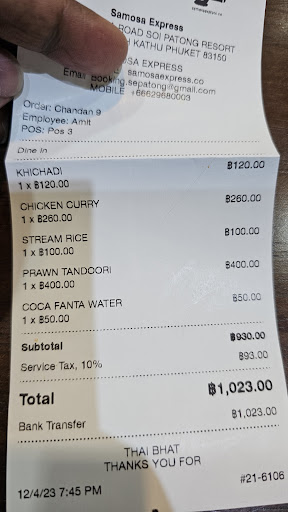 Samosa Express
ROAD SOI PATONG RESORT
KATHU PHUKET 83150
SA EXPRESS
samosaexpress.co
Email Booking.sepatong@gmail.com
MOBILE +66629680003
Order: Chandan 9
Employee: Amit
POS: Pos 3
Dine In
KHICHADI ฿120.00
1 x ฿120.00
CHICKEN CURRY ฿260.00
1 x ฿260.00
STREAM RICE ฿100.00
1 x ฿100.00
PRAWN TANDOORI ฿400.00
1 x ฿400.00
COCA FANTA WATER ฿50.00
1 x ฿50.00
Subtotal ฿930.00
Service Tax, 10% ฿93.00
Total ฿1,023.00
Bank Transfer ฿1,023.00
THAI BHAT
THANKS YOU FOR
12/4/23 7:45 PM #21-6106